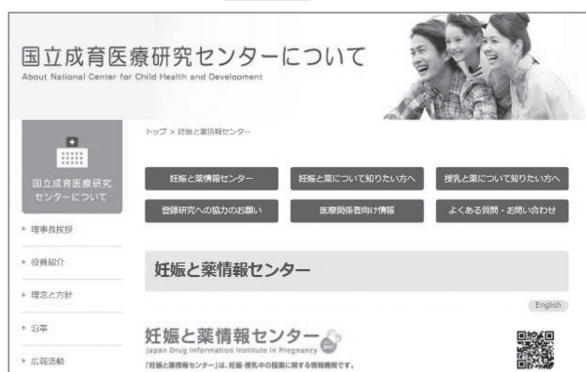 国立成育医療研究センターについて
About National Center for Child Health and Development
国立成育医療研究
センターについて
トップ > 妊娠と薬情報センター
妊娠と薬情報センター
妊娠と薬について知りたい方へ
授乳と薬について知りたい方へ
登録研究への協力のお願い
医療関係者向け情報
よくある質問・お問い合わせ
理事長挨拶
役員紹介
理念と方針
沿革
広報活動
妊娠と薬情報センター
English
妊娠と薬情報センター
Japan Drug Information Institute in Pregnancy
「妊娠と薬情報センター」は、妊娠・授乳中の服薬に関する情報機関です。